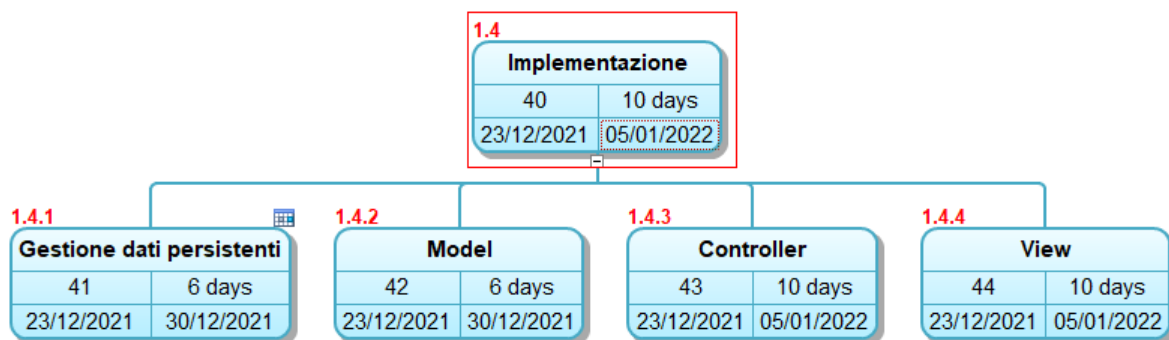 1.4
Implementazione
40 10 days
23/12/2021 05/01/2022
1.4.1
Gestione dati persistenti
41 6 days
23/12/2021 30/12/2021
1.4.2
Model
42 6 days
23/12/2021 30/12/2021
1.4.3
Controller
43 10 days
23/12/2021 05/01/2022
1.4.4
View
44 10 days
23/12/2021 05/01/2022